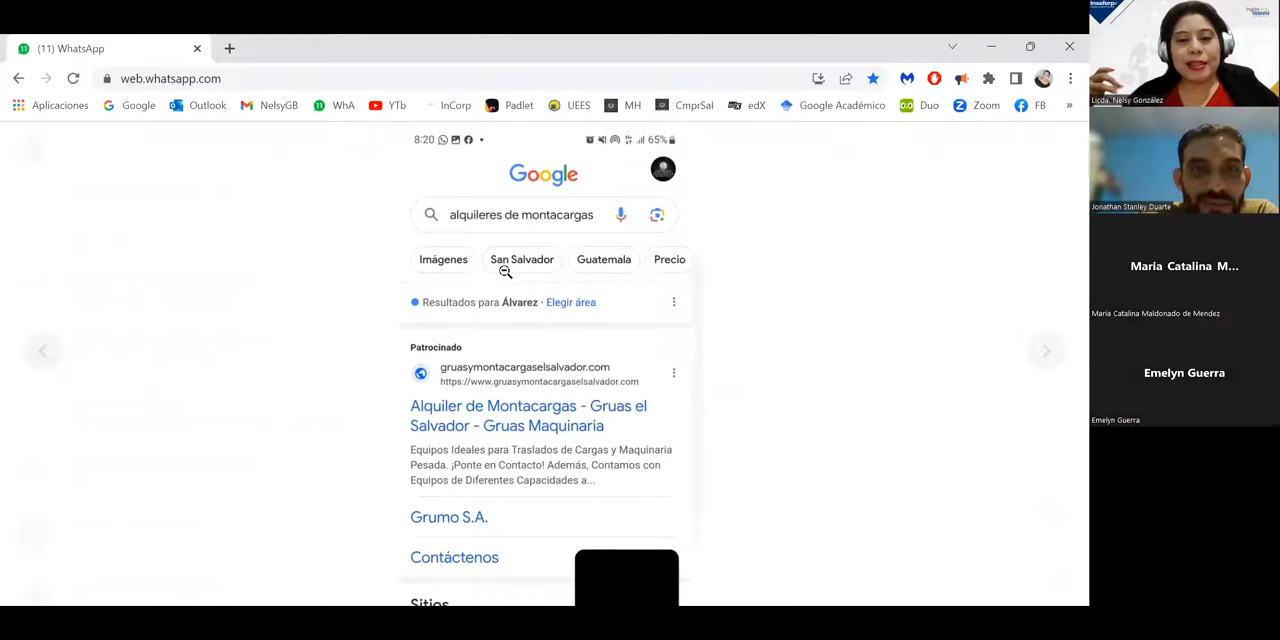 (11) WhatsApp
web.whatsapp.com
Aplicaciones
Google
Outlook
NelsyGB
WhA
YTb
InCorp
Padlet
UEES
MH
CmprSal
edX
Google Académico
Duo
Zoom
FB
»
8:20
65%
Google
alquileres de montacargas
Imágenes
San Salvador
Guatemala
Precio
Resultados para Álvarez · Elegir área
Patrocinado
gruasymontacargaselsalvador.com
https://www.gruasymontacargaselsalvador.com
Alquiler de Montacargas - Gruas el
Salvador - Gruas Maquinaria
Equipos Ideales para Traslados de Cargas y Maquinaria
Pesada. ¡Ponte en Contacto! Además, Contamos con
Equipos de Diferentes Capacidades a...
Grumo S.A.
Contáctenos
Sitios
Insaforp
Licda. Nelsy González
Jonathan Stanley Duarte
Maria Catalina M...
Maria Catalina Maldonado de Mendez
Emelyn Guerra
Emelyn Guerra